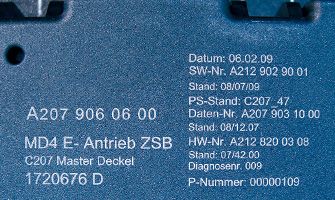 A207 906 06 00
MD4 E- Antrieb ZSB
C207 Master Deckel
1720676 D
Datum: 06.02.09
SW-Nr. A212 902 90 01
Stand: 08/07/09
PS-Stand: C207_47
Daten-Nr. A207 903 10 00
Stand: 08/12.07
HW-Nr. A212 820 03 08
Stand: 07/42.00
Diagnosenr. 009
P-Nummer: 00000109